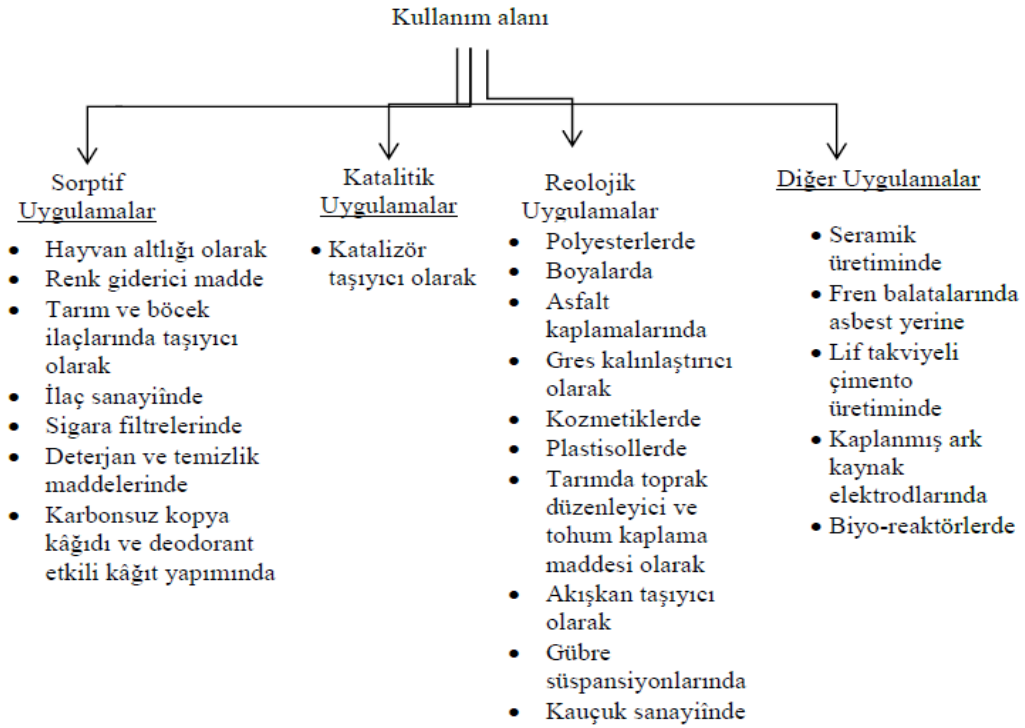 Kullanım alanı
Sorptif
Uygulamalar
• Hayvan altlığı olarak
• Renk giderici madde
• Tarım ve böcek
ilaçlarında taşıyıcı
olarak
• İlaç sanayiînde
• Sigara filtrelerinde
• Deterjan ve temizlik
maddelerinde
• Karbonsuz kopya
kâğıdı ve deodorant
etkili kâğıt yapımında
Katalitik
Uygulamalar
• Katalizör
taşıyıcı olarak
Reolojik
Uygulamalar
• Polyesterlerde
• Boyalarda
• Asfalt
kaplamalarında
• Gres kalınlaştırıcı
olarak
• Kozmetiklerde
• Plastisollerde
• Tarımda toprak
düzenleyici ve
tohum kaplama
maddesi olarak
• Akışkan taşıyıcı
olarak
• Gübre
süspansiyonlarında
• Kauçuk sanayiînde
Diğer Uygulamalar
• Seramik
üretiminde
• Fren balatalarında
asbest yerine
• Lif takviyeli
çimento
üretiminde
• Kaplanmış ark
kaynak
elektrodlarında
• Biyo-reaktörlerde